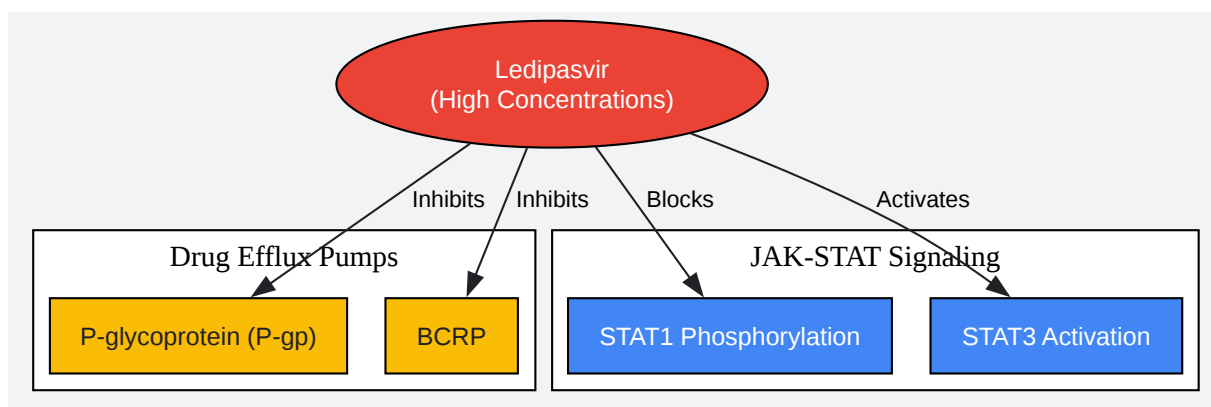 Ledipasvir
(High Concentrations)
Inhibits
Inhibits
Blocks
Activates
Drug Efflux Pumps
JAK-STAT Signaling
P-glycoprotein (P-gp)
BCRP
STAT1 Phosphorylation
STAT3 Activation